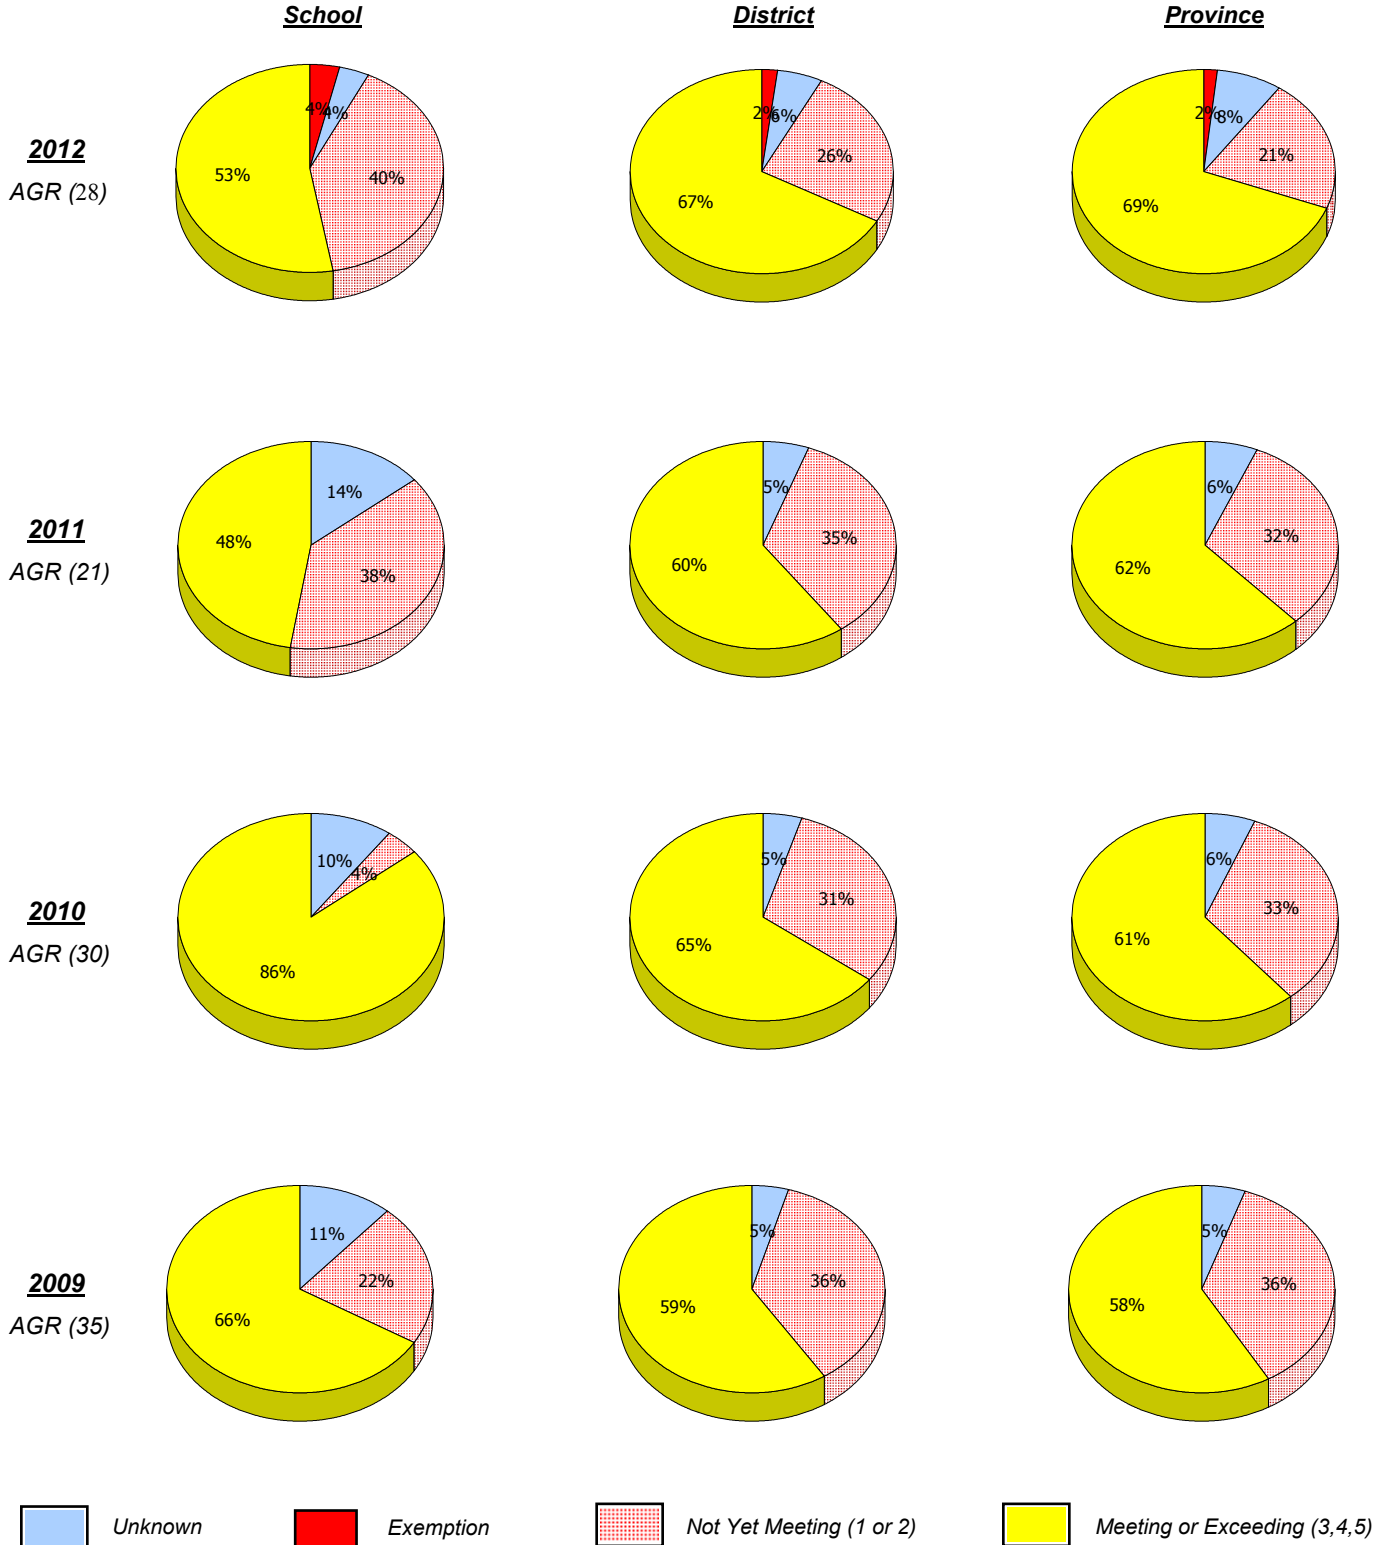 School District Province
2012
AGR (28)
4% 4% 40% 53%
2% 6% 26% 67%
2% 8% 21% 69%
2011
AGR (21)
14% 38% 48%
5% 35% 60%
6% 32% 62%
2010
AGR (30)
10% 4% 86%
5% 31% 65%
6% 33% 61%
2009
AGR (35)
11% 22% 66%
5% 36% 59%
5% 36% 58%
Unknown Exemption Not Yet Meeting (1 or 2) Meeting or Exceeding (3,4,5)